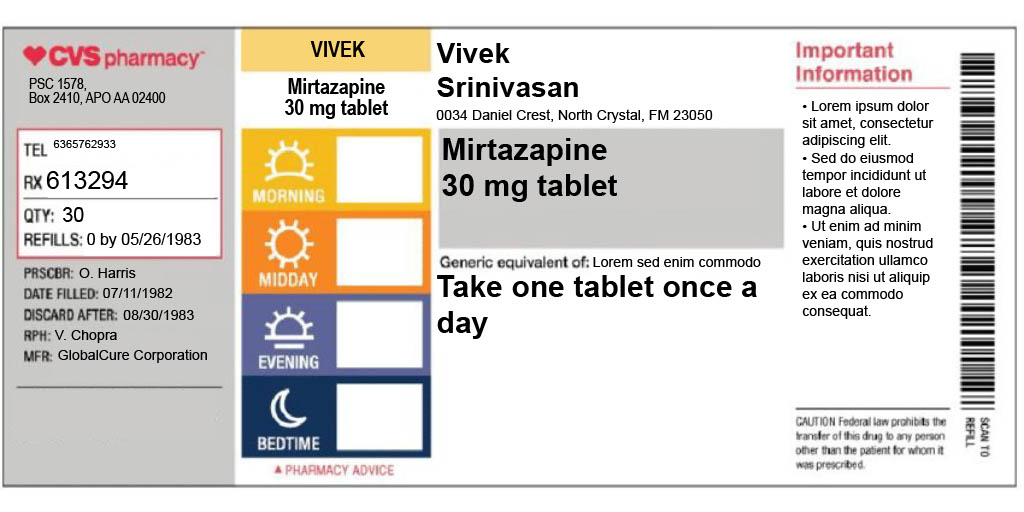 CVS pharmacy
PSC 1578,
Box 2410, APO AA 02400
TEL 6365762933
RX 613294
QTY: 30
REFILLS: 0 by 05/26/1983
PRSCBR: O. Harris
DATE FILLED: 07/11/1982
DISCARD AFTER: 08/30/1983
RPH: V. Chopra
MFR: GlobalCure Corporation
VIVEK
Mirtazapine
30 mg tablet
MORNING
MIDDAY
EVENING
BEDTIME
▲ PHARMACY ADVICE
Vivek
Srinivasan
0034 Daniel Crest, North Crystal, FM 23050
Mirtazapine
30 mg tablet
Generic equivalent of: Lorem sed enim commodo
Take one tablet once a
day
Important
Information
• Lorem ipsum dolor
sit amet, consectetur
adipiscing elit.
• Sed do eiusmod
tempor incididunt ut
labore et dolore
magna aliqua.
• Ut enim ad minim
veniam, quis nostrud
exercitation ullamco
laboris nisi ut aliquip
ex ea commodo
consequat.
CAUTION Federal law prohibits the
transfer of this drug to any person
other than the patient for whom it
was prescribed.
SCAN TO
REFILL